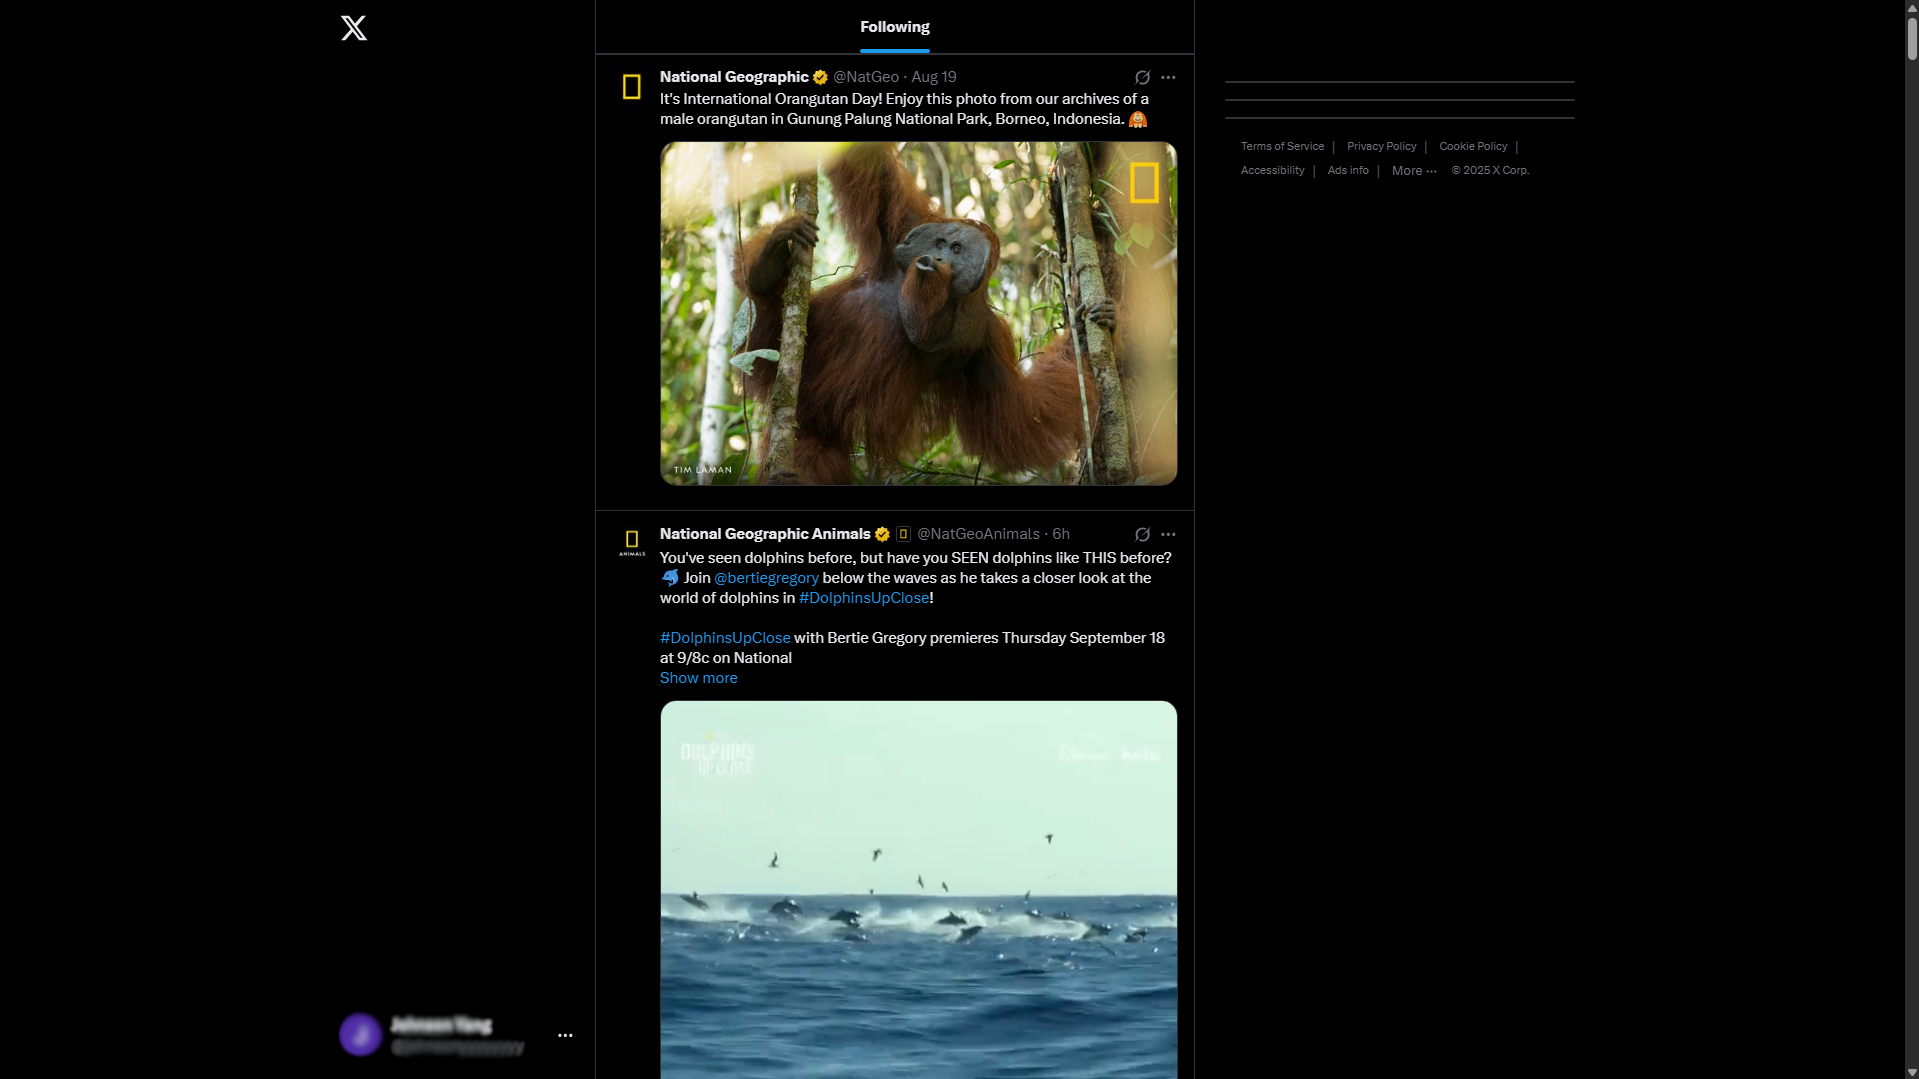 Following
National Geographic @NatGeo · Aug 19
It's International Orangutan Day! Enjoy this photo from our archives of a
male orangutan in Gunung Palung National Park, Borneo, Indonesia. 🦧
TIM LAMAN
National Geographic Animals @NatGeoAnimals · 6h
ANIMALS
You've seen dolphins before, but have you SEEN dolphins like THIS before?
🐬 Join @bertiegregory below the waves as he takes a closer look at the
world of dolphins in #DolphinsUpClose!
#DolphinsUpClose with Bertie Gregory premieres Thursday September 18
at 9/8c on National
Show more
DOLPHINS
UP CLOSE
Terms of Service | Privacy Policy | Cookie Policy |
Accessibility | Ads info | More ··· © 2025 X Corp.